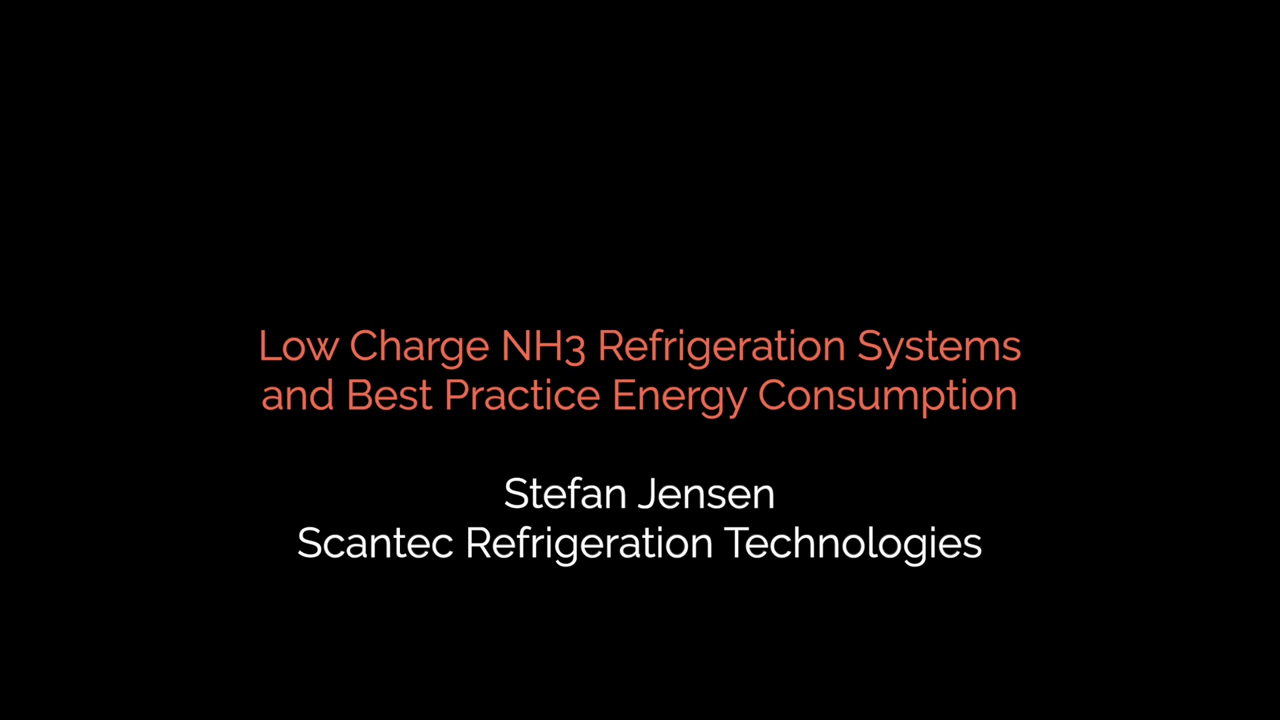 Low Charge NH3 Refrigeration Systems
and Best Practice Energy Consumption
Stefan Jensen
Scantec Refrigeration Technologies